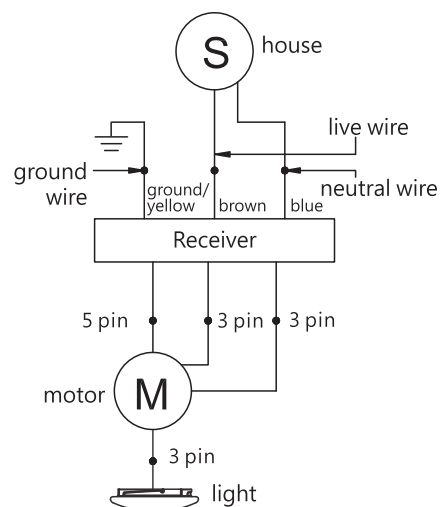 S
house
live wire
ground
wire
neutral wire
ground/
yellow
brown
blue
Receiver
5 pin
3 pin
3 pin
motor
M
3 pin
light